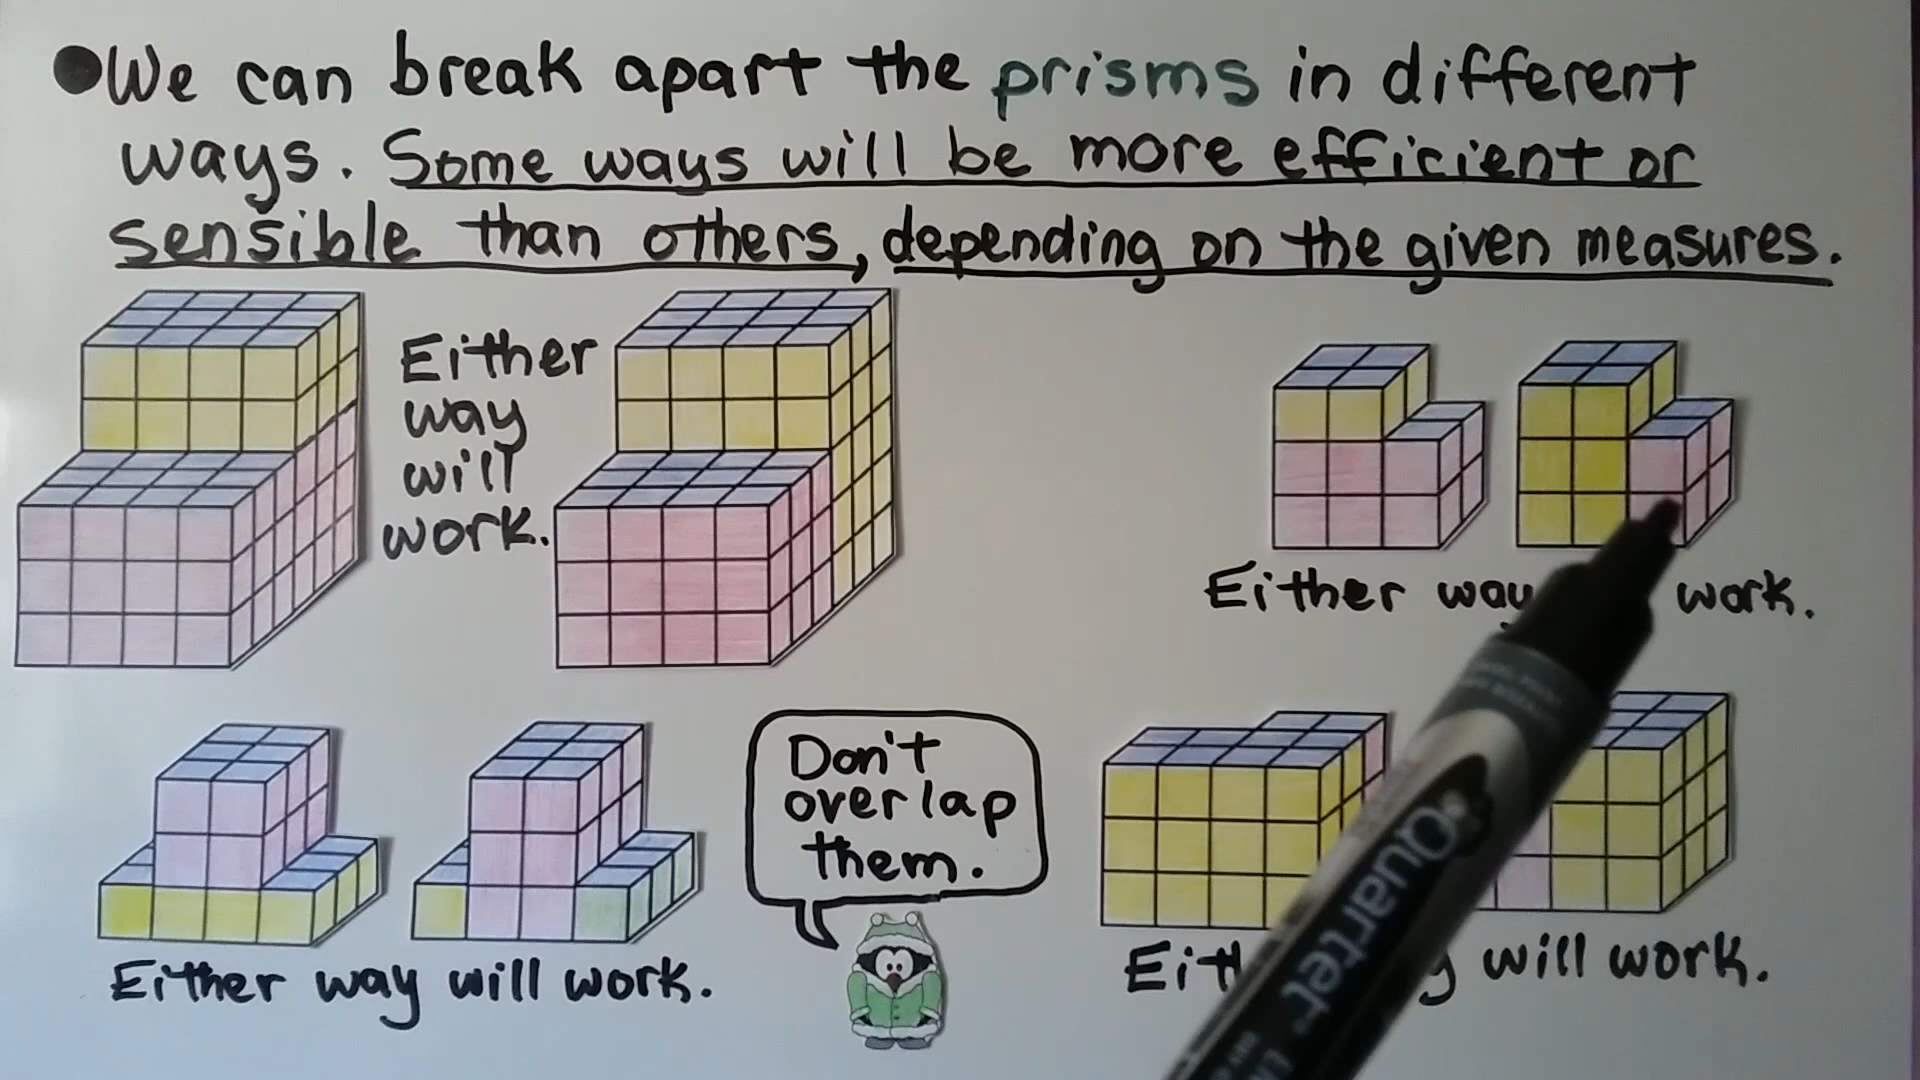 We can break apart the prisms in different
ways. Some ways will be more efficient or
sensible than others, depending on the given measures.
Either
way
will
work.
Either way work.
Don't
overlap
them.
Either way will work.
will work.
Quartet